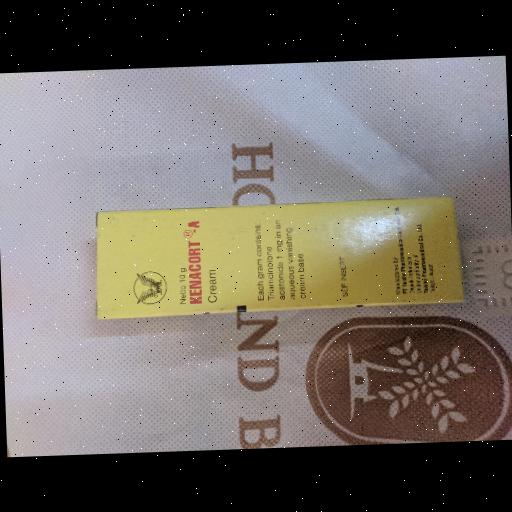 Netto 10 g
KENACORT® A
Cream
Each gram contains:
Triamcinolone
acetonide 1 mg in an
aqueous vanishing
cream base
SEE INSERT
HO
ND B